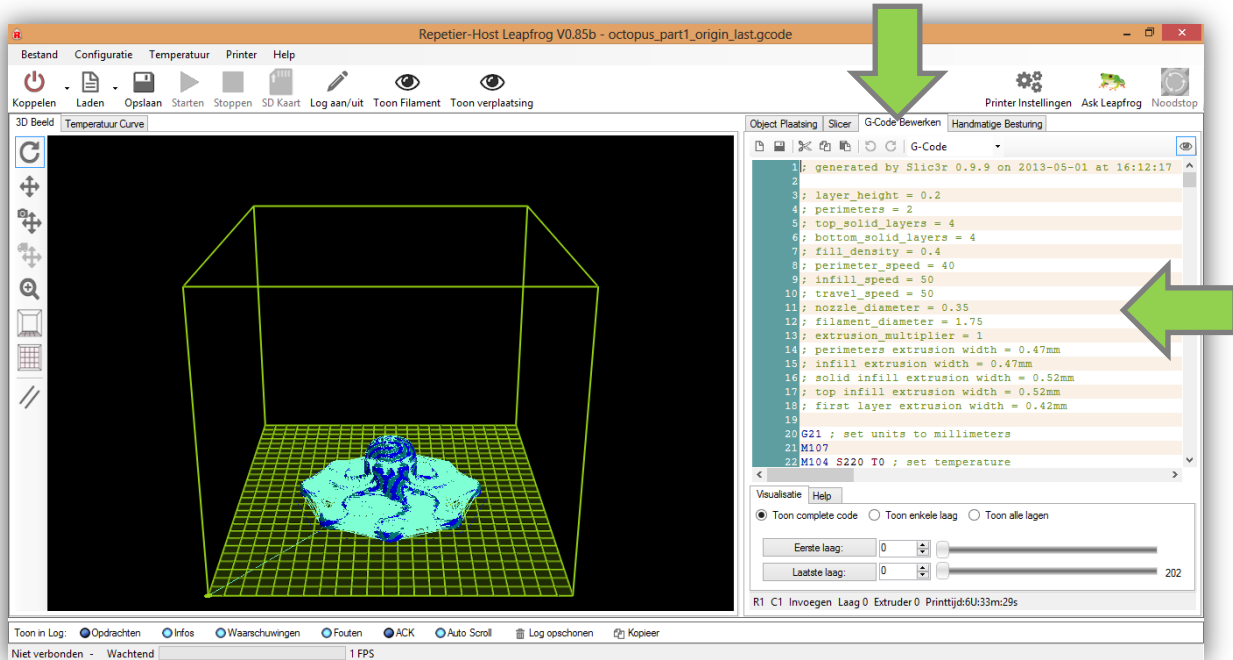 Repetier-Host Leapfrog V0.85b - octopus_part1_origin_last.gcode
Bestand Configuratie Temperatuur Printer Help
Koppelen Laden Opslaan Starten Stoppen SD Kaart Log aan/uit Toon Filament Toon verplaatsing Printer Instellingen Ask Leapfrog Noodstop
3D Beeld Temperatuur Curve
Object Plaatsing Slicer G-Code Bewerken Handmatige Besturing
G-Code
1 ; generated by Slic3r 0.9.9 on 2013-05-01 at 16:12:17
2
3 ; layer_height = 0.2
4 ; perimeters = 2
5 ; top_solid_layers = 4
6 ; bottom_solid_layers = 4
7 ; fill_density = 0.4
8 ; perimeter_speed = 40
9 ; infill_speed = 50
10 ; travel_speed = 50
11 ; nozzle_diameter = 0.35
12 ; filament_diameter = 1.75
13 ; extrusion_multiplier = 1
14 ; perimeters extrusion width = 0.47mm
15 ; infill extrusion width = 0.47mm
16 ; solid infill extrusion width = 0.52mm
17 ; top infill extrusion width = 0.52mm
18 ; first layer extrusion width = 0.42mm
19
20 G21 ; set units to millimeters
21 M107
22 M104 S220 T0 ; set temperature
Visualisatie Help
Toon complete code Toon enkele laag Toon alle lagen
Eerste laag: 0
Laatste laag: 0 202
R1 C1 Invoegen Laag 0 Extruder 0 Printtijd:6U:33m:29s
Toon in Log: Opdrachten Infos Waarschuwingen Fouten ACK Auto Scroll Log opschonen Kopieer
Niet verbonden - Wachtend 1 FPS